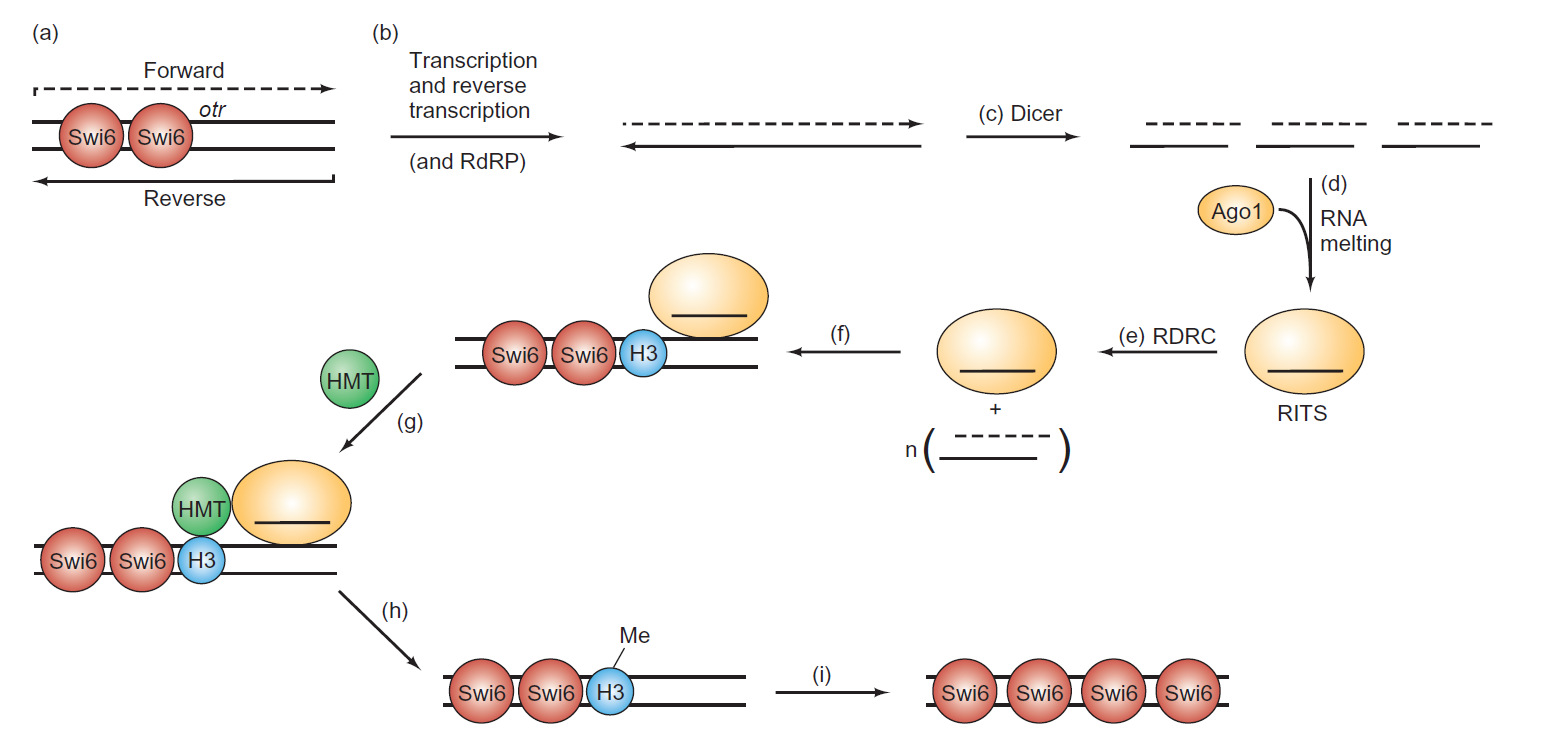 (a)
Forward
otr
Swi6 Swi6
Reverse
(b)
Transcription
and reverse
transcription
(and RdRP)
(c) Dicer
(d)
Ago1
RNA
melting
RITS
(e) RDRC
+
n ( )
(f)
Swi6 Swi6 H3
HMT
(g)
HMT
Swi6 Swi6 H3
(h)
Me
Swi6 Swi6 H3
(i)
Swi6 Swi6 Swi6 Swi6